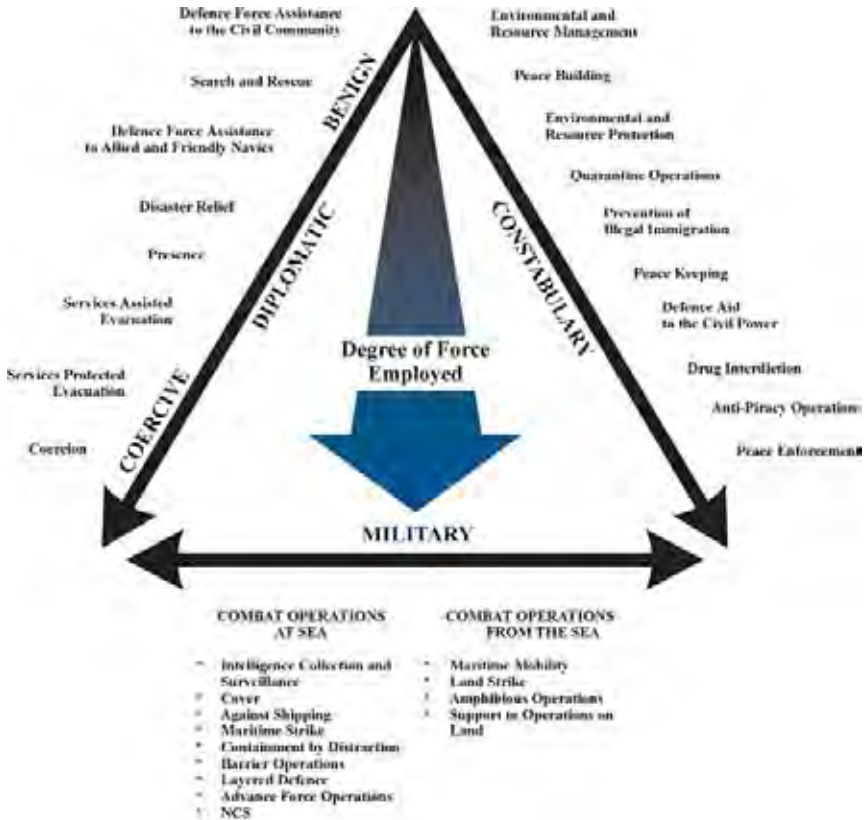 Defence Force Assistance
to the Civil Community
Search and Rescue
Defence Force Assistance
to Allied and Friendly Navies
Disaster Relief
Presence
Services Assisted
Evacuation
Services Protected
Evacuation
Coercion
BENIGN
DIPLOMATIC
COERCIVE
Degree of Force
Employed
CONSTABULARY
Environmental and
Resource Management
Peace Building
Environmental and
Resource Protection
Quarantine Operations
Prevention of
Illegal Immigration
Peace Keeping
Defence Aid
to the Civil Power
Drug Interdiction
Anti-Piracy Operation
Peace Enforcement
MILITARY
COMBAT OPERATIONS
AT SEA
Intelligence Collection and
Surveillance
Cover
Against Shipping
Maritime Strike
Containment by Distraction
Barrier Operations
Layered Defence
Advance Force Operations
NCS
COMBAT OPERATIONS
FROM THE SEA
Maritime Mobility
Land Strike
Amphibious Operations
Support to Operations on
Land